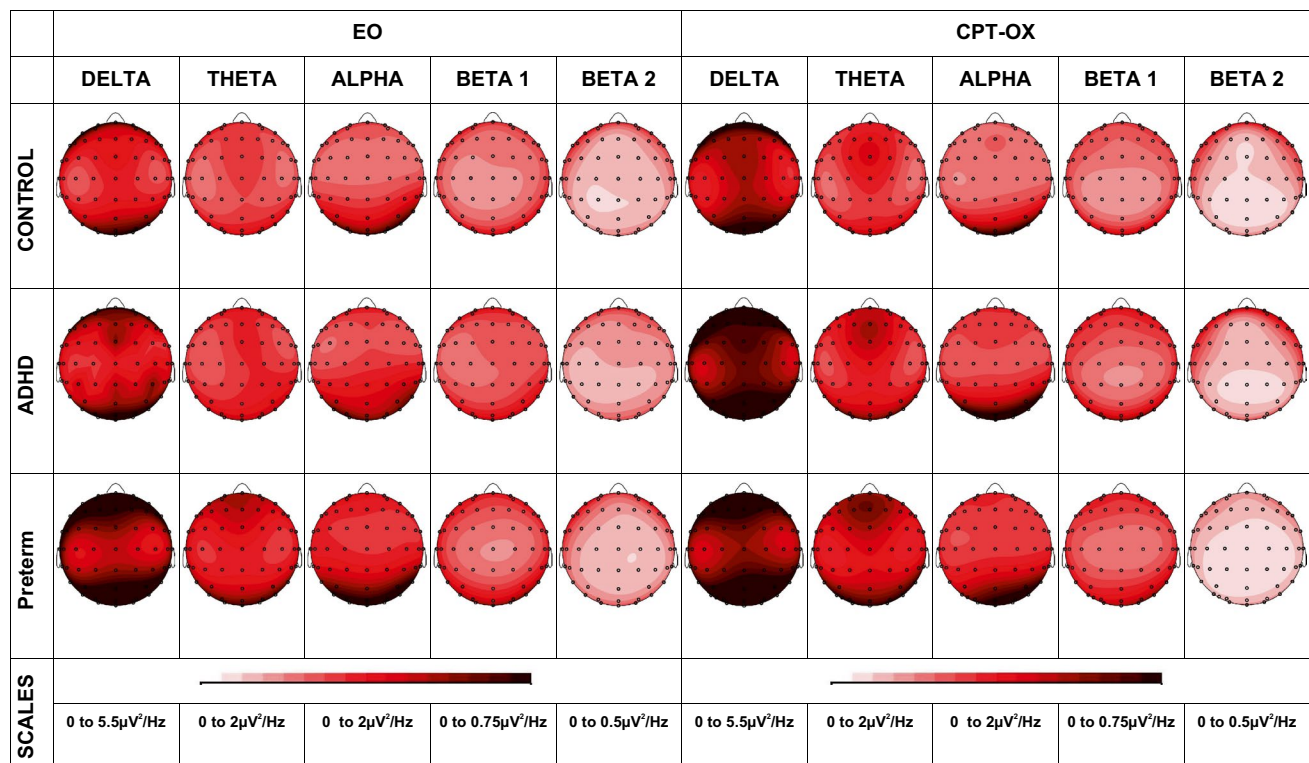 EO CPT-OX
DELTA THETA ALPHA BETA 1 BETA 2 DELTA THETA ALPHA BETA 1 BETA 2
CONTROL
ADHD
Preterm
SCALES
0 to 5.5µV²/Hz 0 to 2µV²/Hz 0 to 2µV²/Hz 0 to 0.75µV²/Hz 0 to 0.5µV²/Hz 0 to 5.5µV²/Hz 0 to 2µV²/Hz 0 to 2µV²/Hz 0 to 0.75µV²/Hz 0 to 0.5µV²/Hz